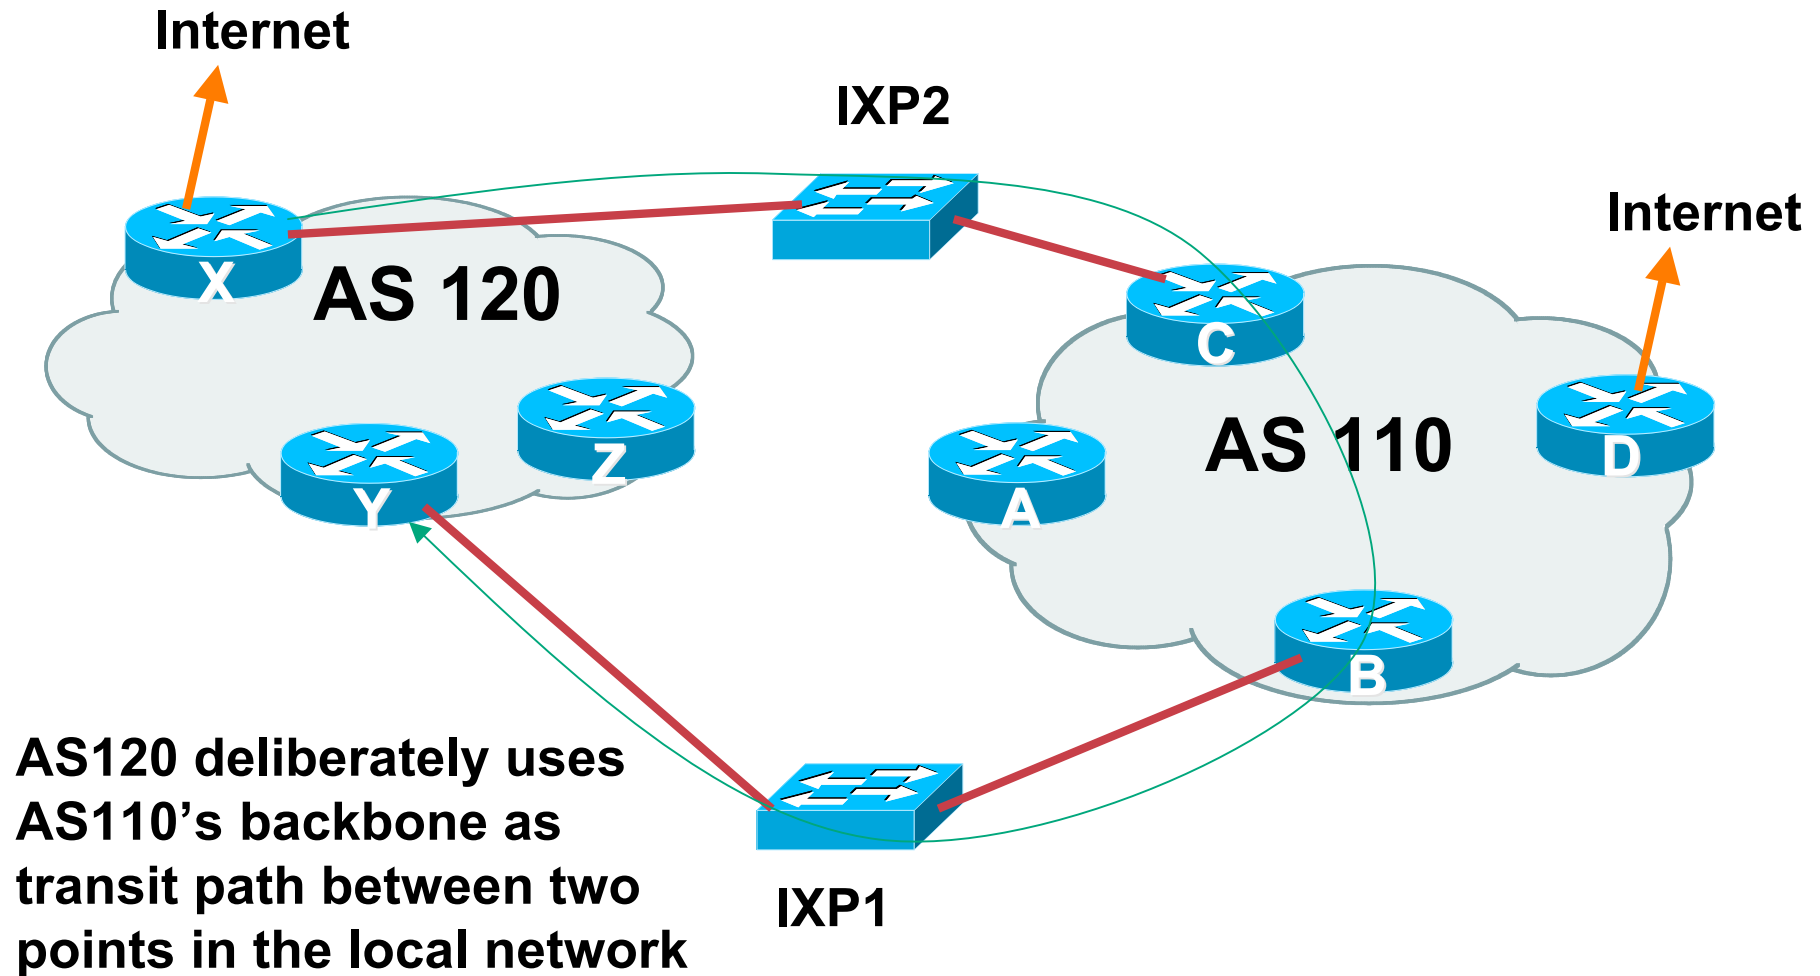 Internet
IXP2
Internet
X
AS 120
C
Z
Y
AS 110
D
A
B
AS120 deliberately uses
AS110’s backbone as
transit path between two
points in the local network
IXP1